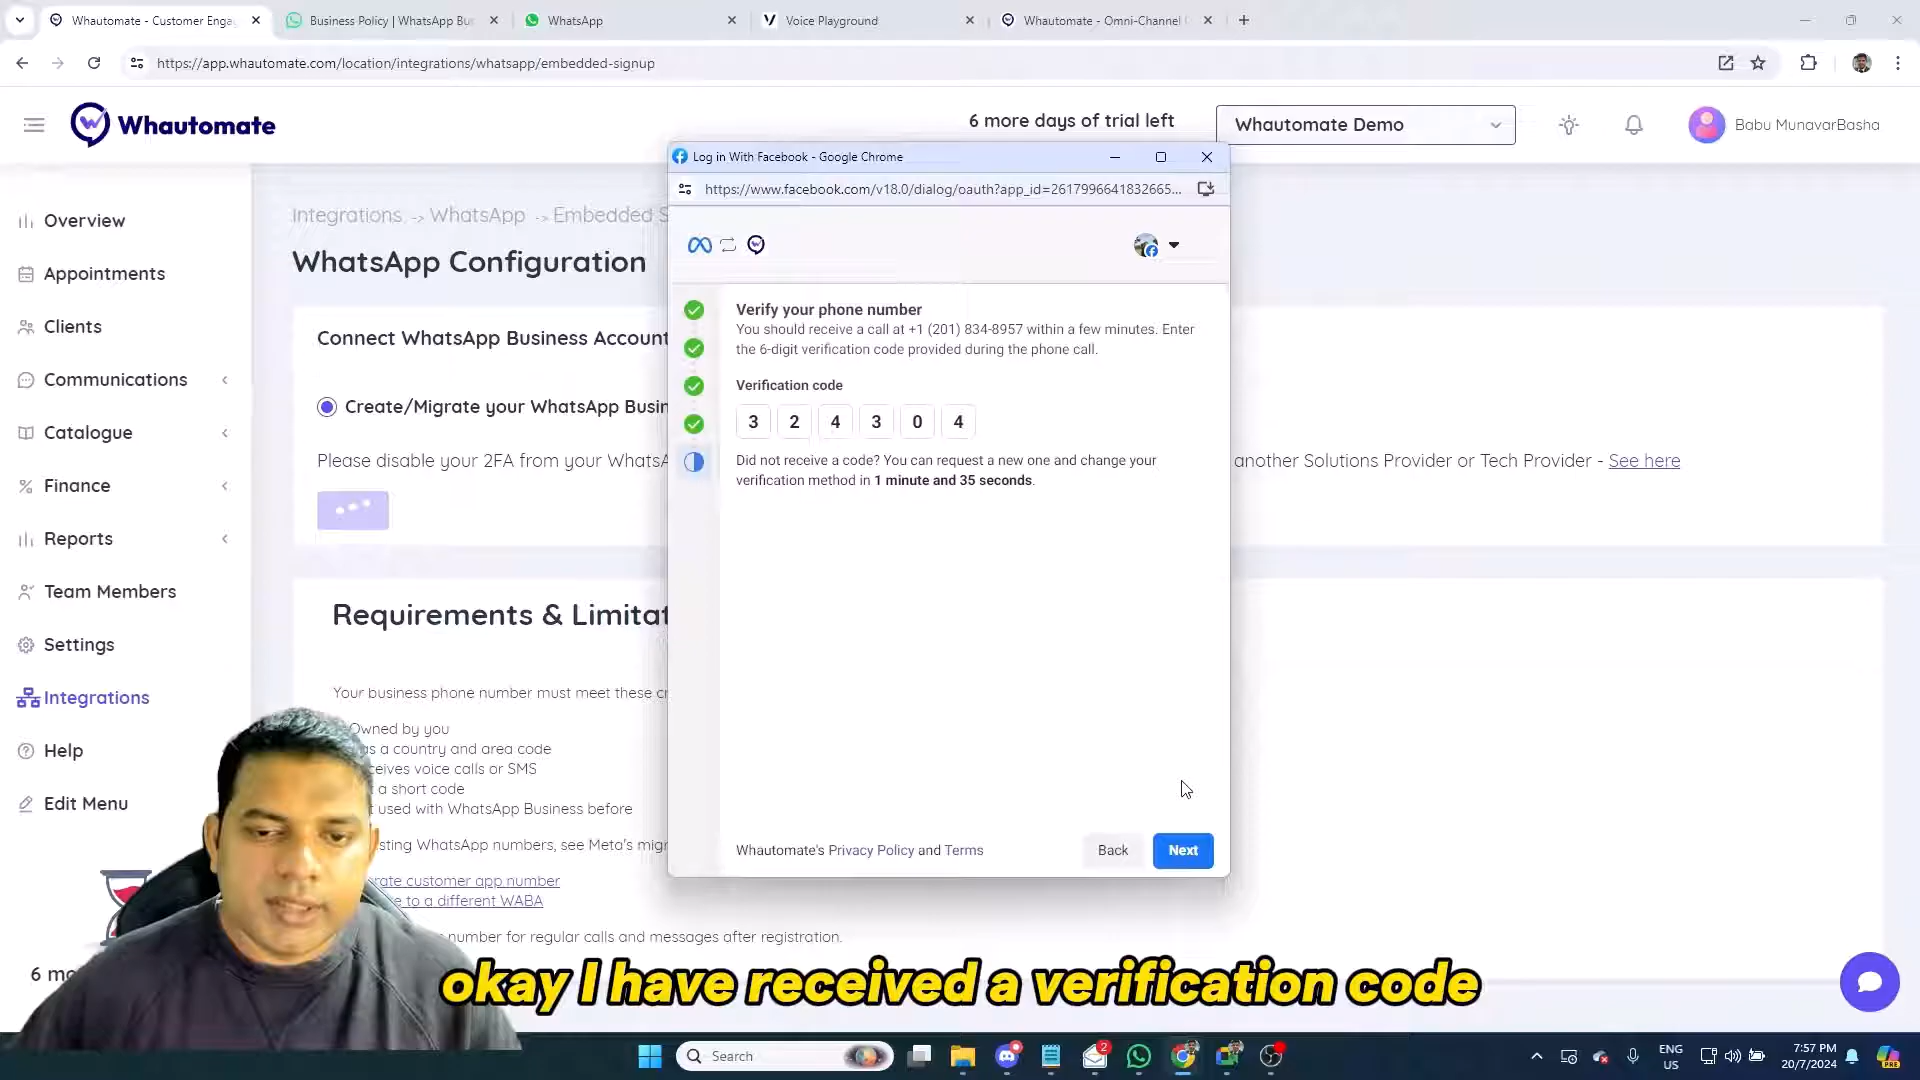 Whautomate - Customer Engag
Business Policy | WhatsApp Bu
WhatsApp
Voice Playground
Whautomate - Omni-Channel
https://app.whautomate.com/location/integrations/whatsapp/embedded-signup
Whautomate
6 more days of trial left
Whautomate Demo
Babu MunavarBasha
Log in With Facebook - Google Chrome
https://www.facebook.com/v18.0/dialog/oauth?app_id=2617996641832665...
Overview
Appointments
Clients
Communications
Catalogue
Finance
Reports
Team Members
Settings
Integrations
Help
Edit Menu
6 mo
Integrations -> WhatsApp -> Embedded S
WhatsApp Configuration
Connect WhatsApp Business Account
Create/Migrate your WhatsApp Busin
Please disable your 2FA from your WhatsA
another Solutions Provider or Tech Provider - See here
Requirements & Limitat
Your business phone number must meet these cr
Owned by you
as a country and area code
ceives voice calls or SMS
a short code
used with WhatsApp Business before
sting WhatsApp numbers, see Meta's migr
rate customer app number
e to a different WABA
number for regular calls and messages after registration.
Verify your phone number
You should receive a call at +1 (201) 834-8957 within a few minutes. Enter
the 6-digit verification code provided during the phone call.
Verification code
3 2 4 3 0 4
Did not receive a code? You can request a new one and change your
verification method in 1 minute and 35 seconds.
Whautomate's Privacy Policy and Terms
Back
Next
okay I have received a verification code
Search
2
ENG
US
7:57 PM
20/7/2024
PRE